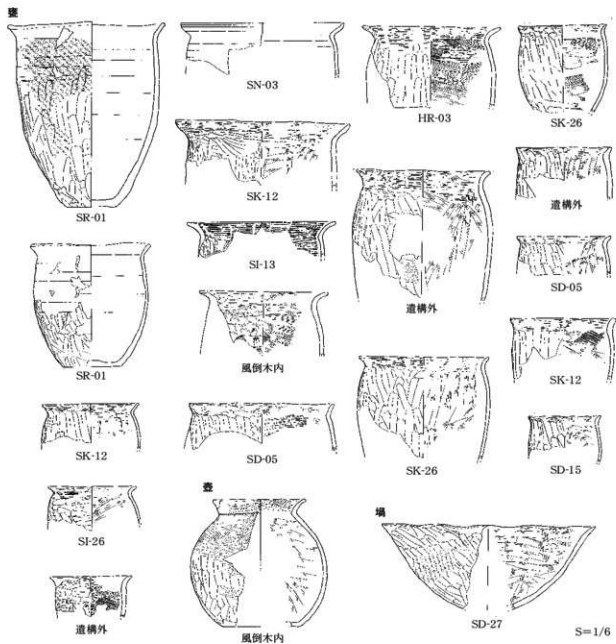 甕
SR-01
SN-03
HR-03
SK-26
SK-12
遺構外
SI-13
遺構外
SD-05
SR-01
風倒木内
SK-12
SK-12
SD-05
SK-26
SD-15
SI-26
壺
堝
遺構外
風倒木内
SD-27
S=1/6